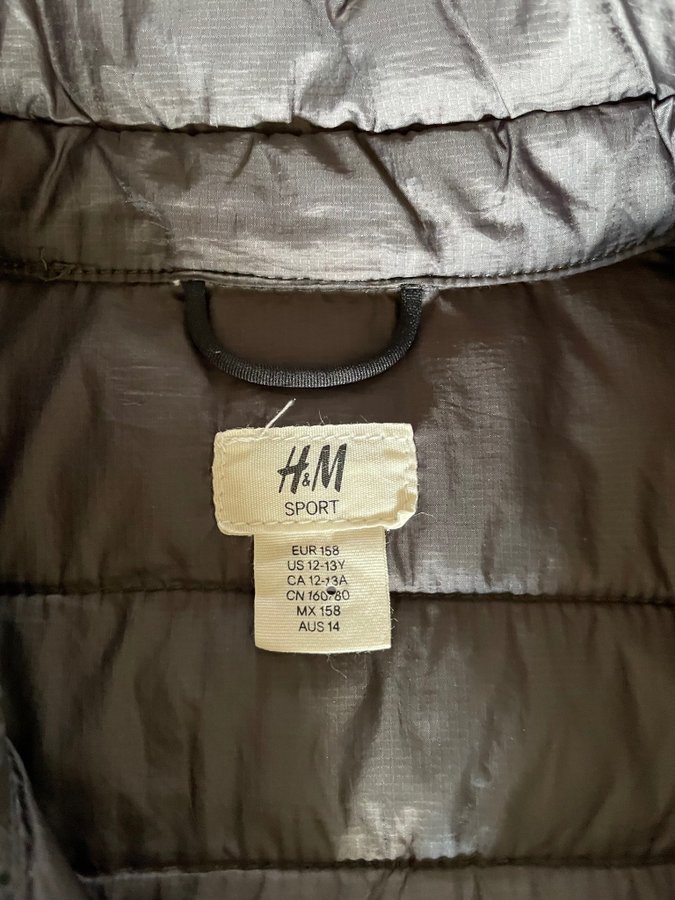 H&M
SPORT
EUR 158
US 12-13Y
CA 12-13A
CN 160/80
MX 158
AUS 14